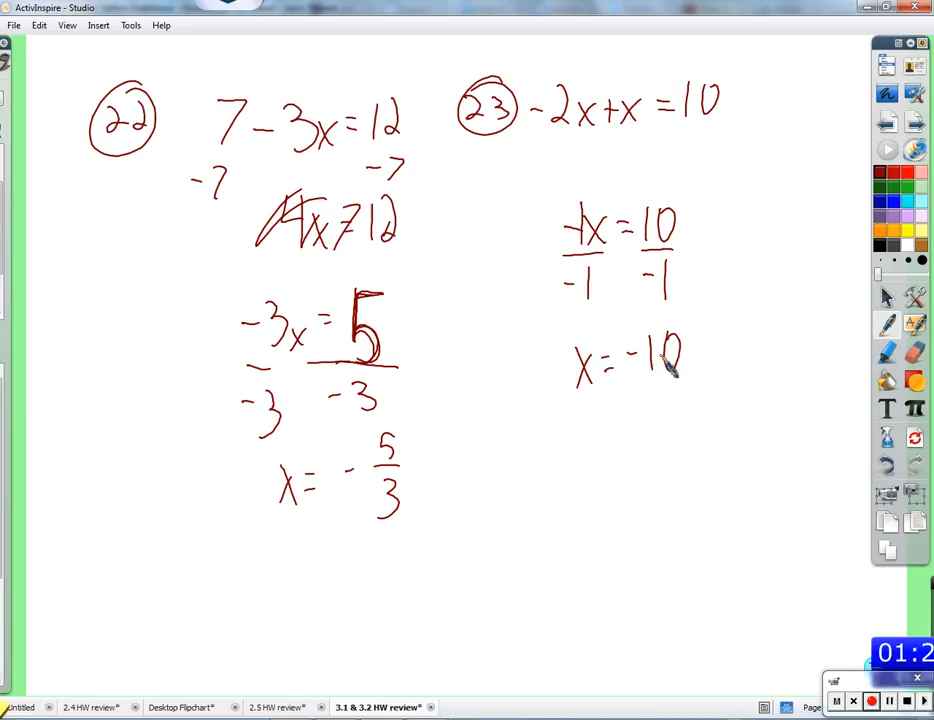 ActivInspire - Studio
File Edit View Insert Tools Help
22 7 - 3x = 12
-7 -7
4x = 12
-3x = 5
-3 -3
x = - 5/3
23 -2x + x = 10
-1x = 10
-1 -1
x = -10
01:2
ntitled 2.4 HW review* Desktop Flipchart* 2.5 HW review* 3.1 & 3.2 HW review* Page
M